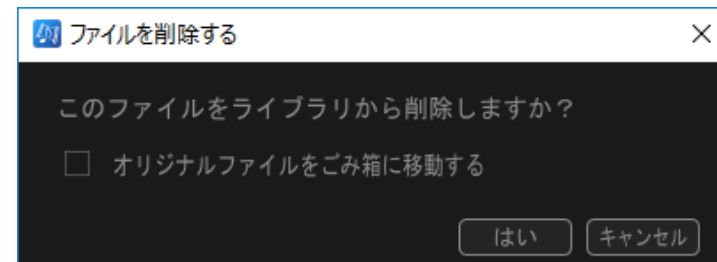 ファイルを削除する
このファイルをライブラリから削除しますか？
オリジナルファイルをごみ箱に移動する
はい キャンセル